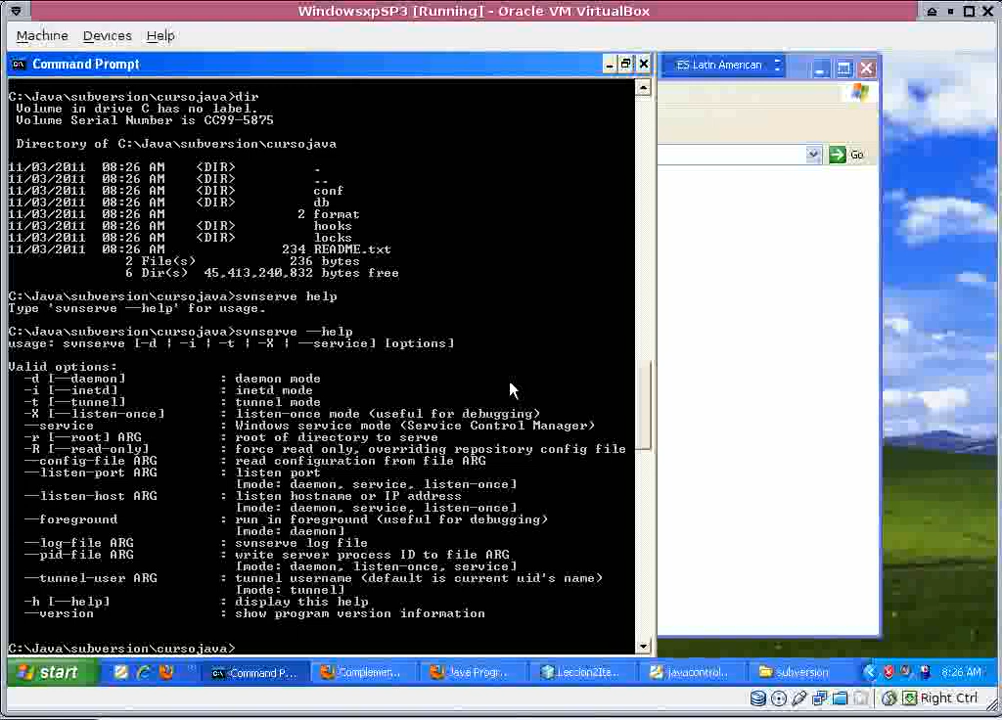 WindowsxpSP3 [Running] - Oracle VM VirtualBox
Machine Devices Help
Command Prompt
ES Latin American
C:\Java\subversion\cursojava>dir
Volume in drive C has no label.
Volume Serial Number is CC99-5875
Directory of C:\Java\subversion\cursojava
11/03/2011 08:26 AM <DIR> .
11/03/2011 08:26 AM <DIR> ..
11/03/2011 08:26 AM <DIR> conf
11/03/2011 08:26 AM <DIR> db
11/03/2011 08:26 AM 2 format
11/03/2011 08:26 AM <DIR> hooks
11/03/2011 08:26 AM <DIR> locks
11/03/2011 08:26 AM 234 README.txt
2 File(s) 236 bytes
6 Dir(s) 45,413,240,832 bytes free
Go
C:\Java\subversion\cursojava>svnserve help
Type 'svnserve --help' for usage.
C:\Java\subversion\cursojava>svnserve --help
usage: svnserve [-d | -i | -t | -X | --service] [options]
Valid options:
-d [--daemon] : daemon mode
-i [--inetd] : inetd mode
-t [--tunnel] : tunnel mode
-X [--listen-once] : listen-once mode (useful for debugging)
--service : Windows service mode (Service Control Manager)
-r [--root] ARG : root of directory to serve
-R [--read-only] : force read only, overriding repository config file
--config-file ARG : read configuration from file ARG
--listen-port ARG : listen port
[mode: daemon, service, listen-once]
--listen-host ARG : listen hostname or IP address
[mode: daemon, service, listen-once]
--foreground : run in foreground (useful for debugging)
[mode: daemon]
--log-file ARG : svnserve log file
--pid-file ARG : write server process ID to file ARG
[mode: daemon, listen-once, service]
--tunnel-user ARG : tunnel username (default is current uid's name)
[mode: tunnel]
-h [--help] : display this help
--version : show program version information
C:\Java\subversion\cursojava>
start Command P... Complemen... Java Progr... Leccion2Ite... javacontrol... subversion 8:26 AM
Right Ctrl